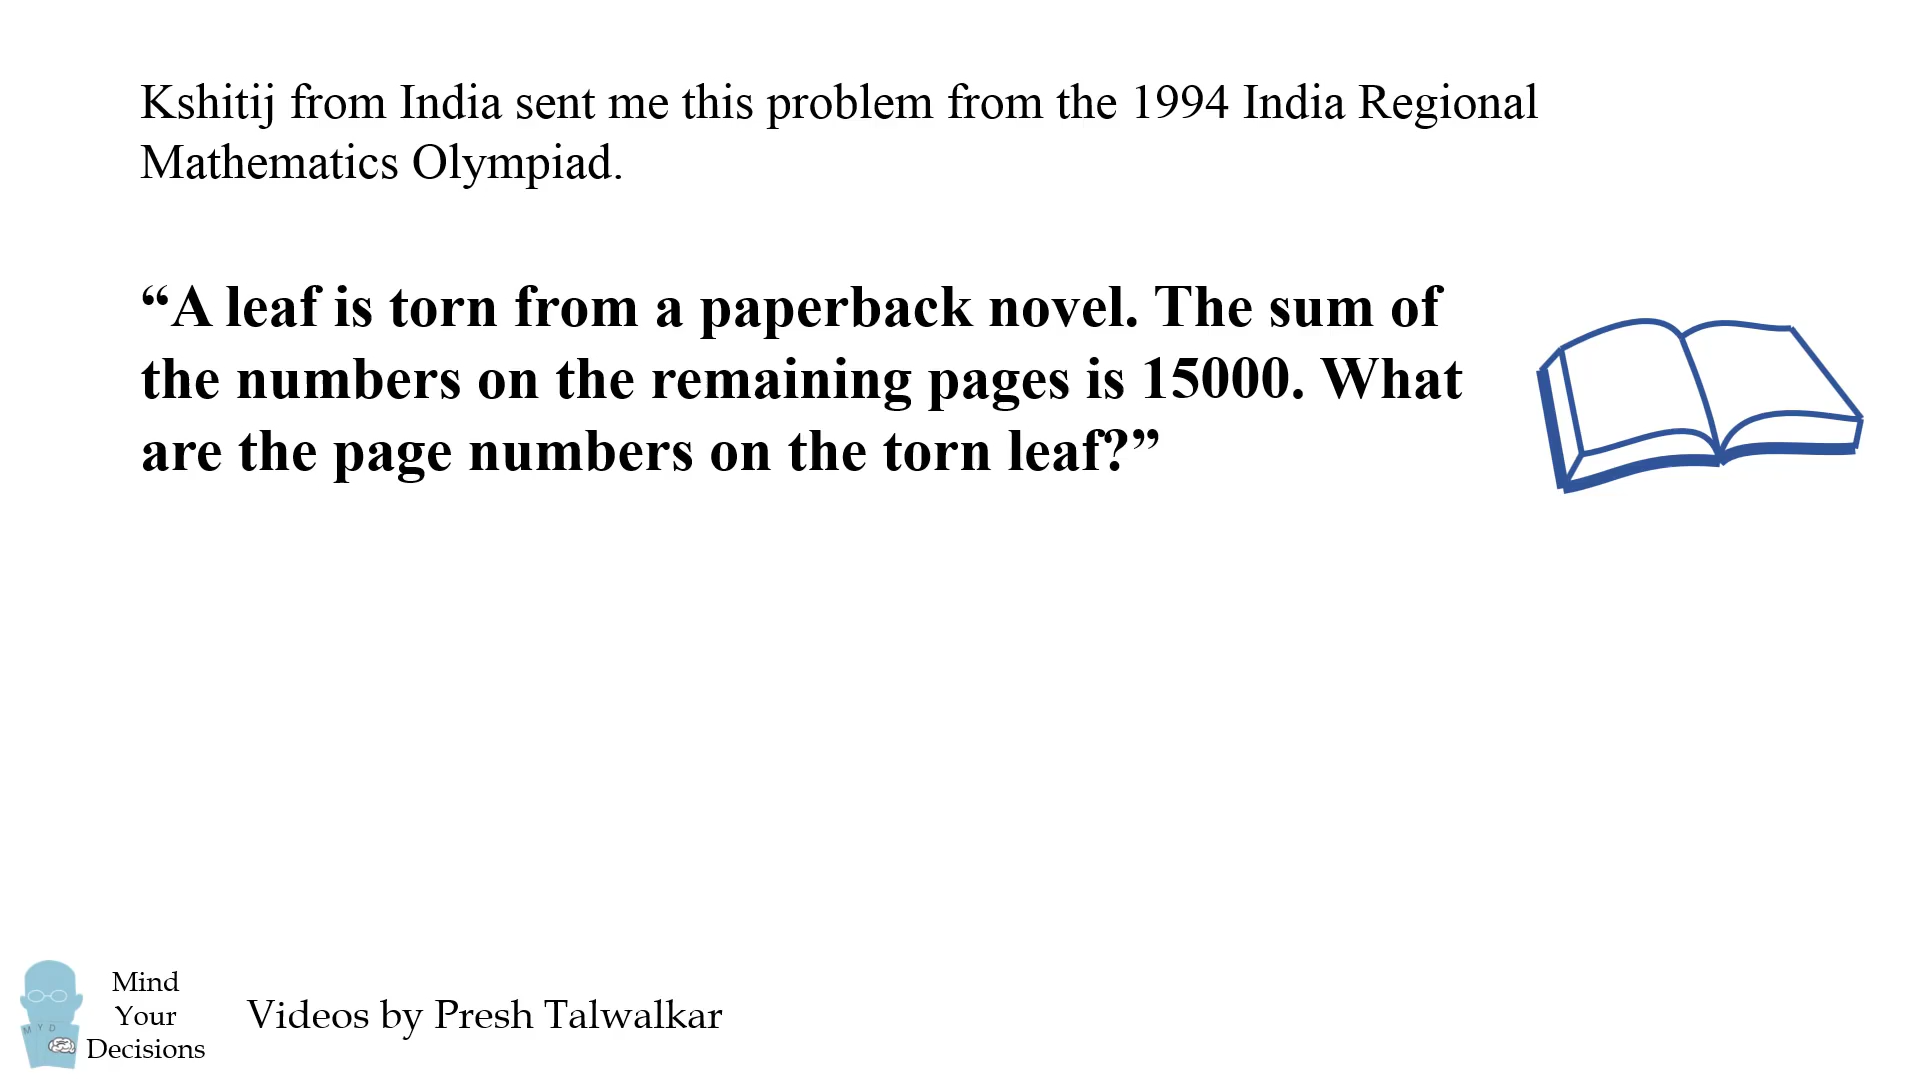 Kshitij from India sent me this problem from the 1994 India Regional
Mathematics Olympiad.
“A leaf is torn from a paperback novel. The sum of
the numbers on the remaining pages is 15000. What
are the page numbers on the torn leaf?”
M Y D
Mind
Your
Decisions
Videos by Presh Talwalkar